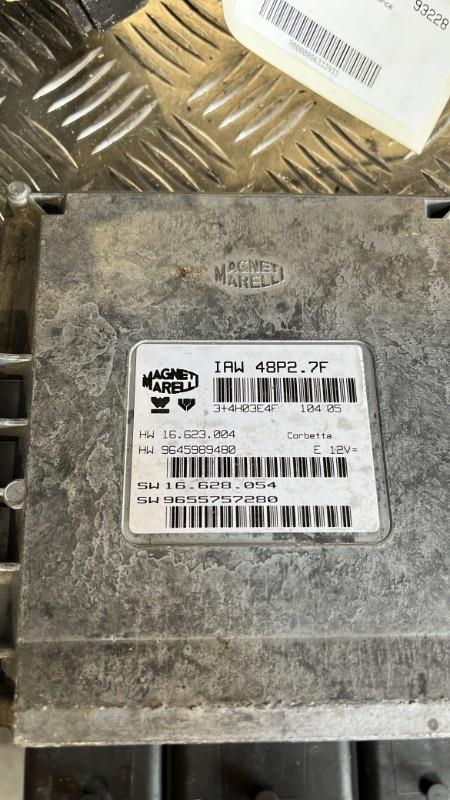 93228
70000006333933
MAGNETI
MARELLI
MAGNETI
MARELLI
IAW 48P2.7F
3+4H03E4F 104 05
HW 16.623.004 Corbetta
HW 9645989480 E 12V=
SW 16.628.054
SW 9655757280